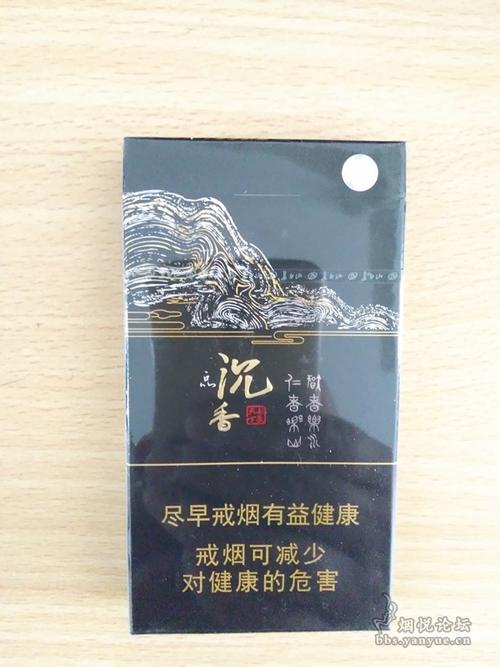 品
沉香
尽早戒烟有益健康
戒烟可减少
对健康的危害
烟悦论坛
bbs.yanyue.cn